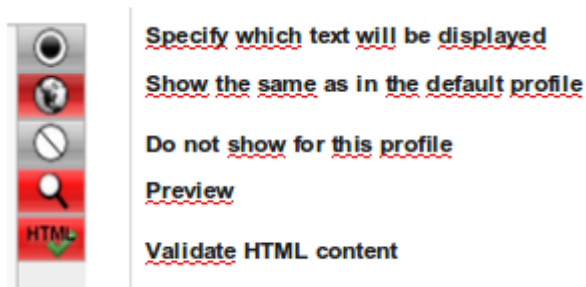 Specify which text will be displayed
Show the same as in the default profile
Do not show for this profile
Preview
HTML
Validate HTML content